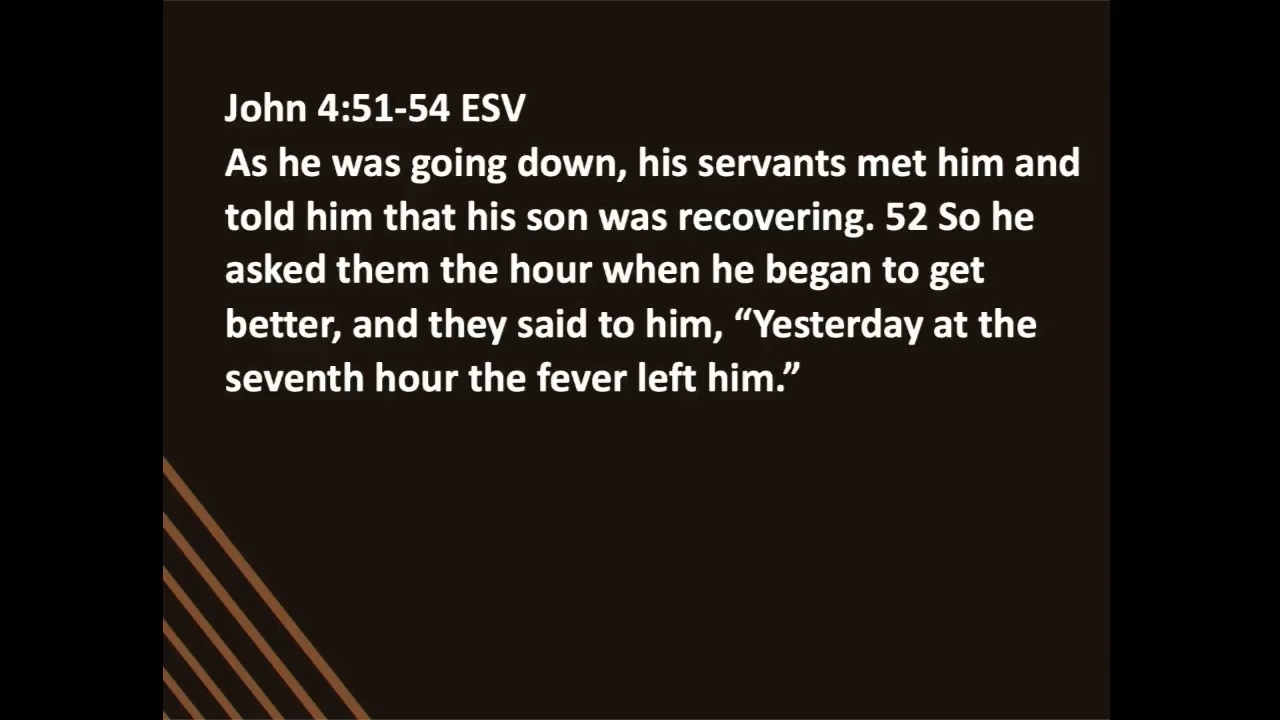 John 4:51-54 ESV
As he was going down, his servants met him and
told him that his son was recovering. 52 So he
asked them the hour when he began to get
better, and they said to him, “Yesterday at the
seventh hour the fever left him.”